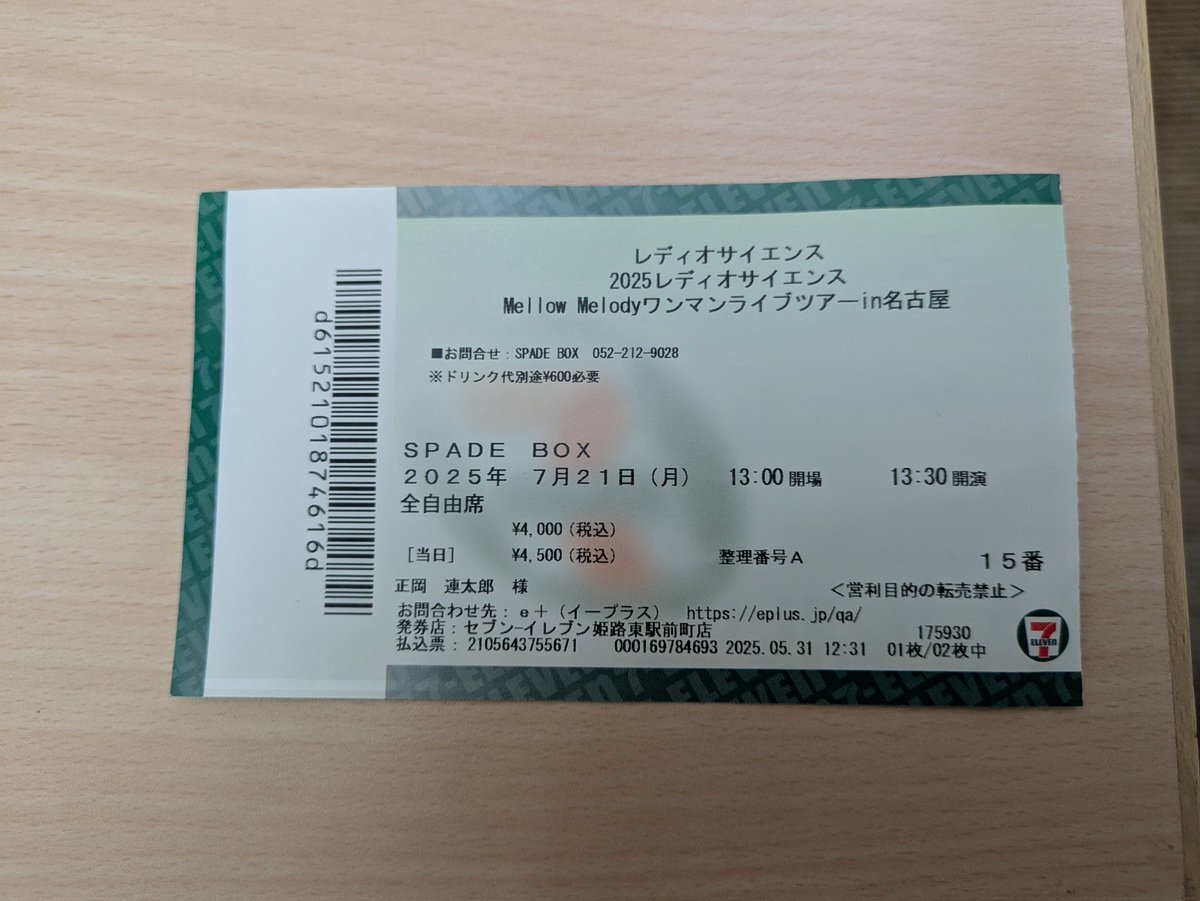 レディオサイエンス
2025レディオサイエンス
Mellow Melodyワンマンライブツアーin名古屋
■お問合せ：SPADE BOX 052-212-9028
※ドリンク代別途¥600必要
SPADE BOX
2025年 7月21日（月） 13:00開場 13:30開演
全自由席
¥4,000（税込）
［当日］ ¥4,500（税込） 整理番号A 15番
正岡 連太郎 様 ＜営利目的の転売禁止＞
お問合わせ先：e＋（イープラス） https://eplus.jp/qa/
発券店：セブン-イレブン姫路東駅前町店 175930
払込票：2105643755671 000169784693 2025.05.31 12:31 01枚/02枚中
7 ELEVEN
d6152101874616d